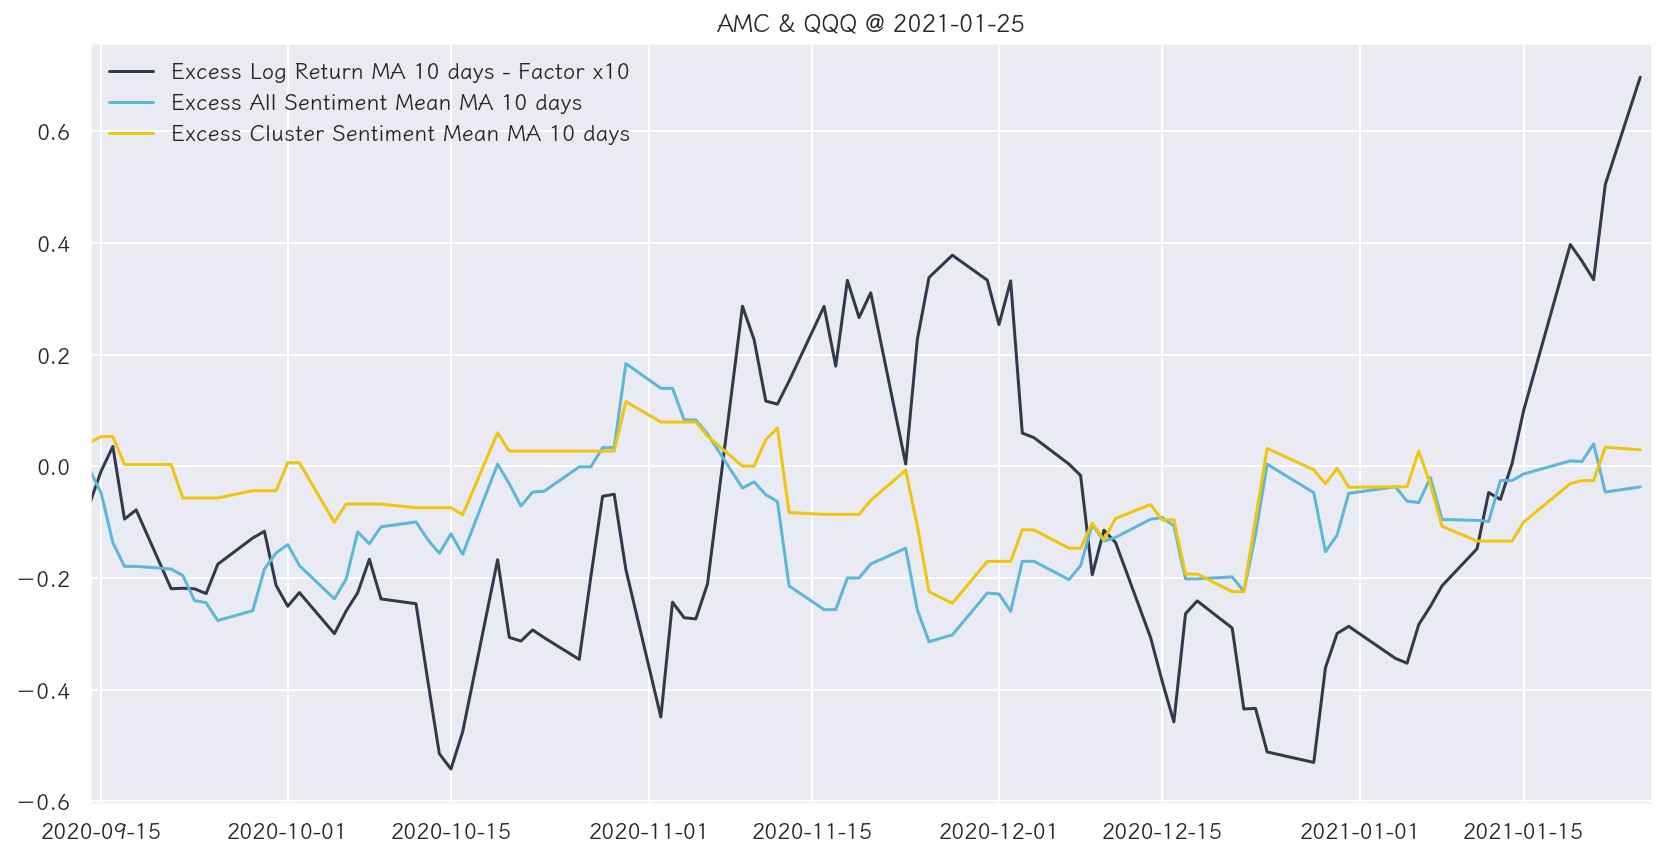 AMC & QQQ @ 2021-01-25
Excess Log Return MA 10 days - Factor x10
Excess All Sentiment Mean MA 10 days
Excess Cluster Sentiment Mean MA 10 days
0.6
0.4
0.2
0.0
−0.2
−0.4
−0.6
2020-09-15 2020-10-01 2020-10-15 2020-11-01 2020-11-15 2020-12-01 2020-12-15 2021-01-01 2021-01-15